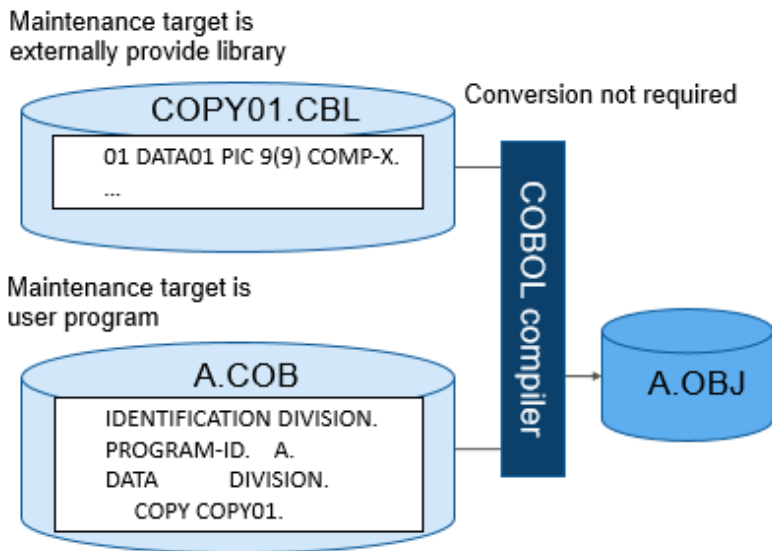 Maintenance target is
externally provide library
COPY01.CBL
Conversion not required
01 DATA01 PIC 9(9) COMP-X.
...
COBOL compiler
Maintenance target is
user program
A.COB
IDENTIFICATION DIVISION.
PROGRAM-ID. A.
DATA DIVISION.
COPY COPY01.
A.OBJ